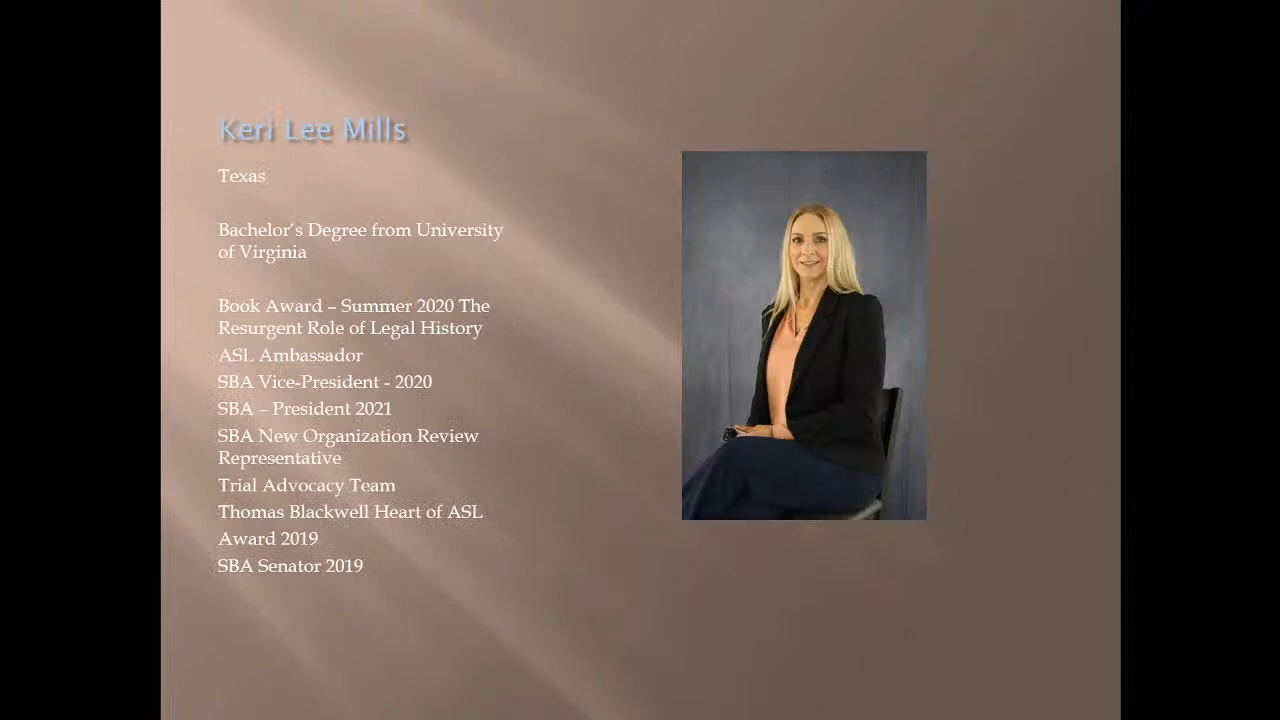 Keri Lee Mills
Texas
Bachelor’s Degree from University
of Virginia
Book Award – Summer 2020 The
Resurgent Role of Legal History
ASL Ambassador
SBA Vice-President - 2020
SBA – President 2021
SBA New Organization Review
Representative
Trial Advocacy Team
Thomas Blackwell Heart of ASL
Award 2019
SBA Senator 2019